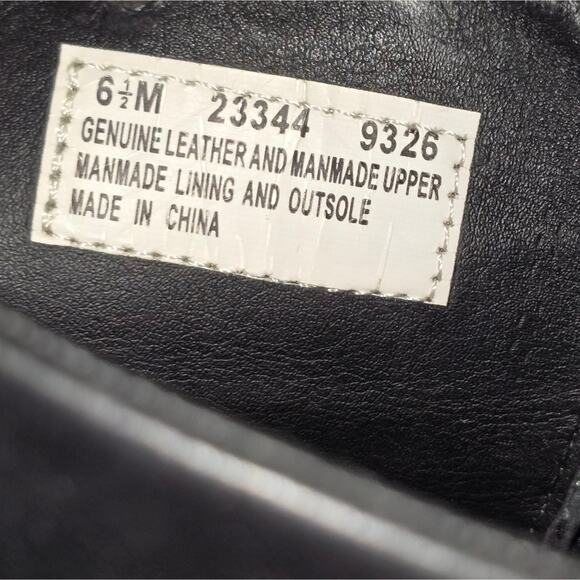 6½M 23344 9326
GENUINE LEATHER AND MANMADE UPPER
MANMADE LINING AND OUTSOLE
MADE IN CHINA